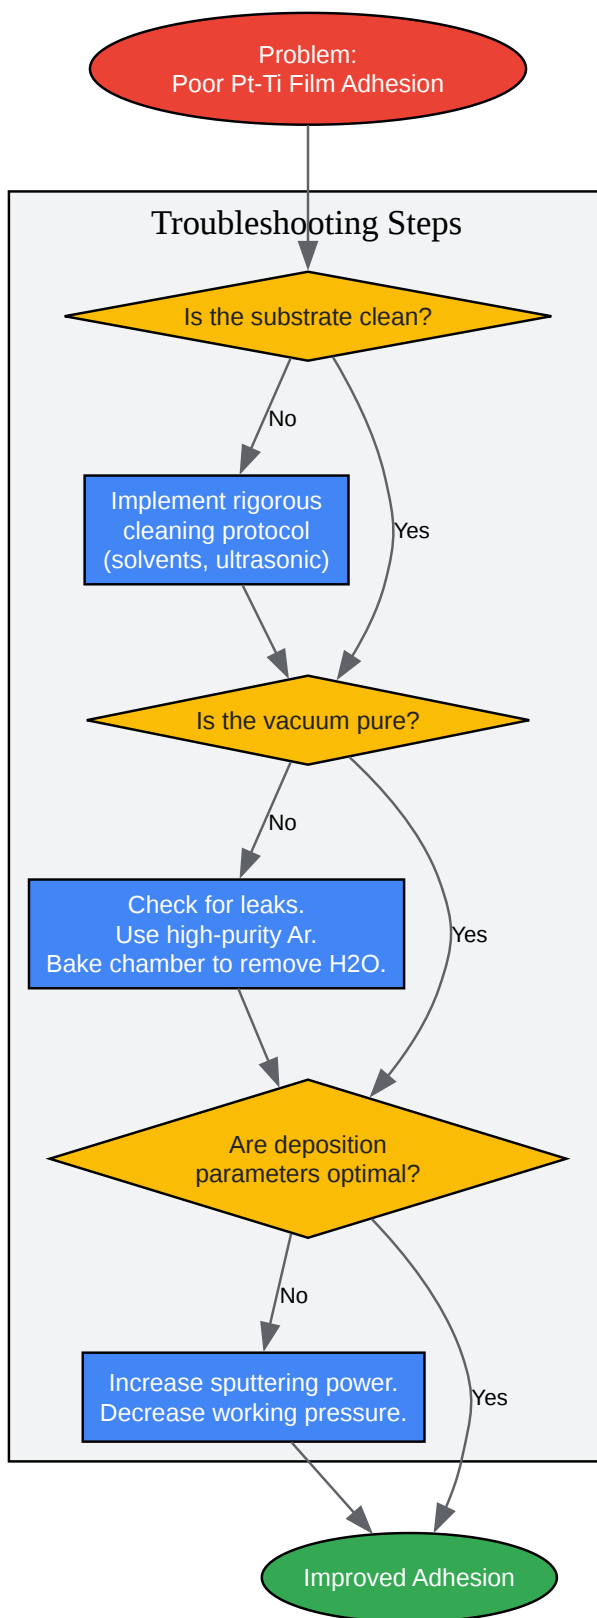 Problem:
Poor Pt-Ti Film Adhesion
Troubleshooting Steps
Is the substrate clean?
No
Implement rigorous
cleaning protocol
(solvents, ultrasonic)
Yes
Is the vacuum pure?
No
Check for leaks.
Use high-purity Ar.
Bake chamber to remove H2O.
Yes
Are deposition
parameters optimal?
No
Increase sputtering power.
Decrease working pressure.
Yes
Improved Adhesion